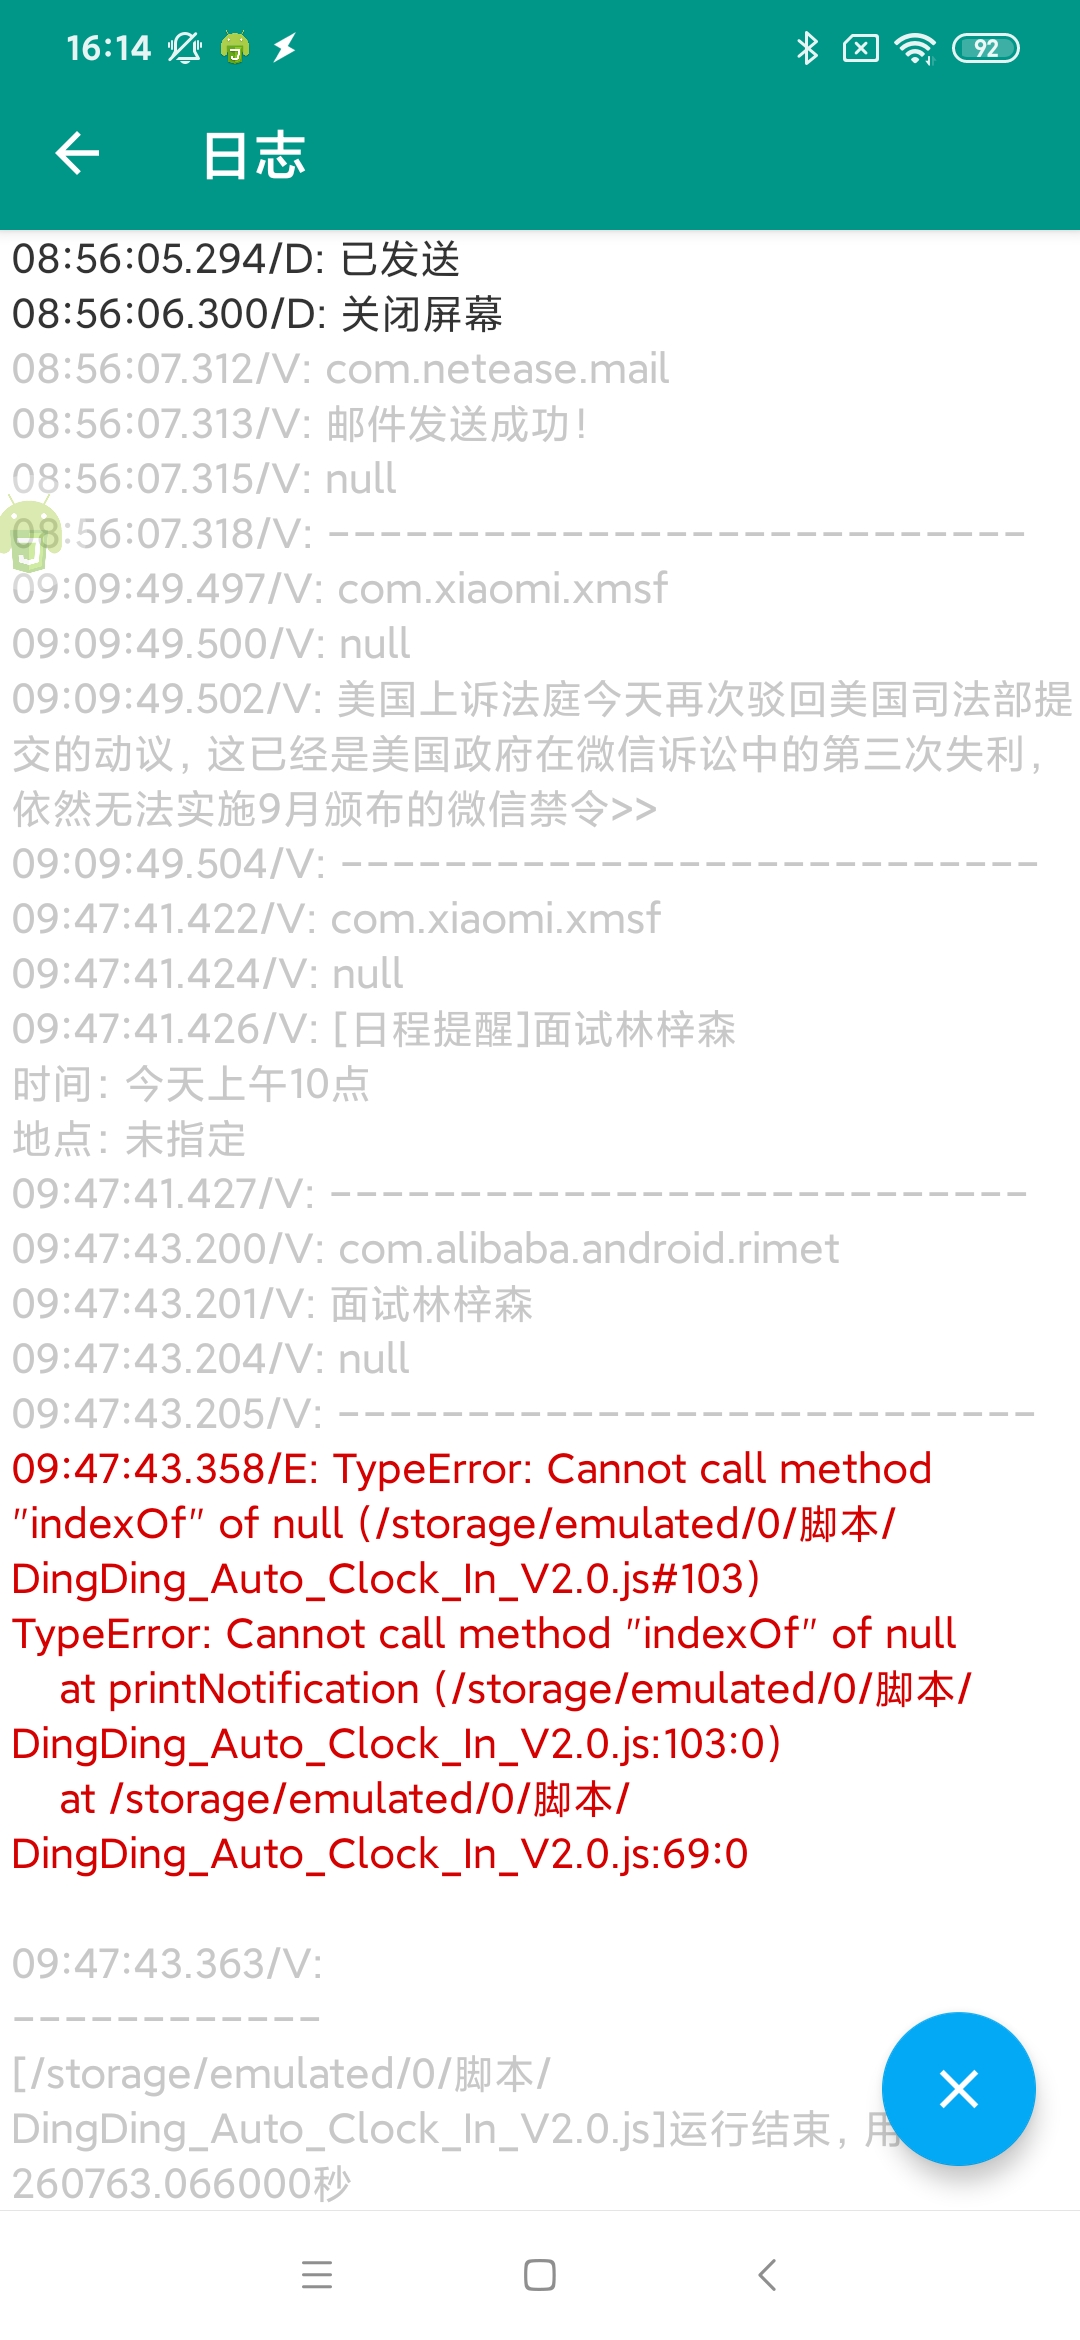 16:14
92
日志
08:56:05.294/D: 已发送
08:56:06.300/D: 关闭屏幕
08:56:07.312/V: com.netease.mail
08:56:07.313/V: 邮件发送成功!
08:56:07.315/V: null
08:56:07.318/V: ---------------------------
09:09:49.497/V: com.xiaomi.xmsf
09:09:49.500/V: null
09:09:49.502/V: 美国上诉法庭今天再次驳回美国司法部提
交的动议，这已经是美国政府在微信诉讼中的第三次失利，
依然无法实施9月颁布的微信禁令>>
09:09:49.504/V: ---------------------------
09:47:41.422/V: com.xiaomi.xmsf
09:47:41.424/V: null
09:47:41.426/V: [日程提醒]面试林梓森
时间：今天上午10点
地点：未指定
09:47:41.427/V: ---------------------------
09:47:43.200/V: com.alibaba.android.rimet
09:47:43.201/V: 面试林梓森
09:47:43.204/V: null
09:47:43.205/V: ---------------------------
09:47:43.358/E: TypeError: Cannot call method
"indexOf" of null (/storage/emulated/0/脚本/
DingDing_Auto_Clock_In_V2.0.js#103)
TypeError: Cannot call method "indexOf" of null
at printNotification (/storage/emulated/0/脚本/
DingDing_Auto_Clock_In_V2.0.js:103:0)
at /storage/emulated/0/脚本/
DingDing_Auto_Clock_In_V2.0.js:69:0
09:47:43.363/V:
------------
[/storage/emulated/0/脚本/
DingDing_Auto_Clock_In_V2.0.js]运行结束，用
260763.066000秒